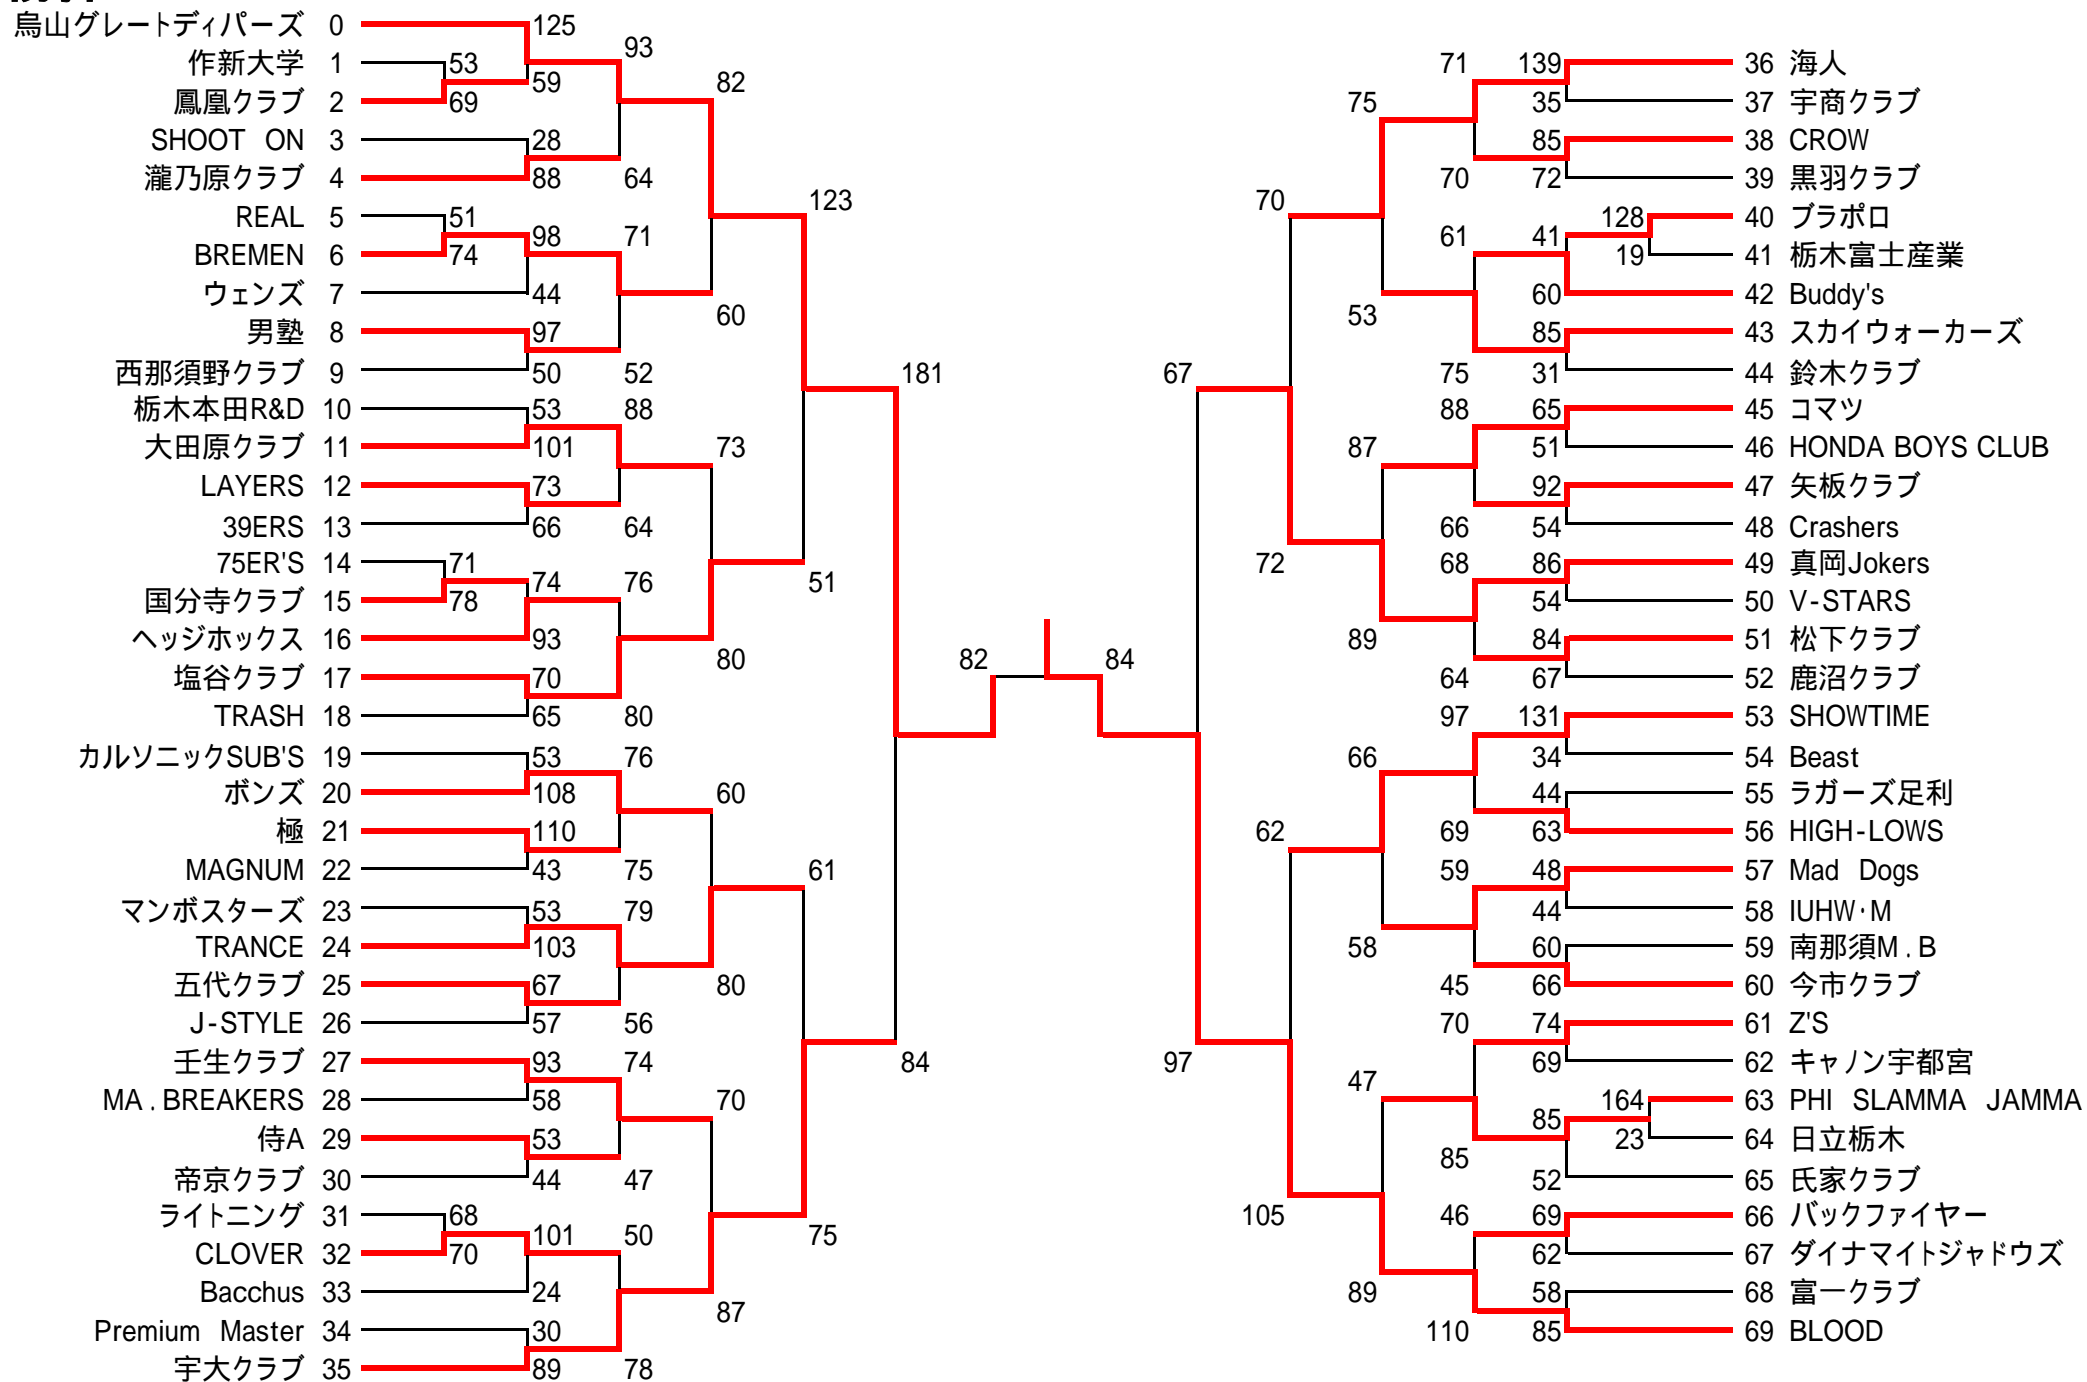 烏山グレートディパーズ 0
作新大学 1
鳳凰クラブ 2
SHOOT ON 3
瀧乃原クラブ 4
REAL 5
BREMEN 6
ウェンズ 7
男塾 8
西那須野クラブ 9
栃木本田R&D 10
大田原クラブ 11
LAYERS 12
39ERS 13
75ER'S 14
国分寺クラブ 15
ヘッジホックス 16
塩谷クラブ 17
TRASH 18
カルソニックSUB'S 19
ボンズ 20
極 21
MAGNUM 22
マンボスターズ 23
TRANCE 24
五代クラブ 25
J-STYLE 26
壬生クラブ 27
MA.BREAKERS 28
侍A 29
帝京クラブ 30
ライトニング 31
CLOVER 32
Bacchus 33
Premium Master 34
宇大クラブ 35
53
69
51
74
71
78
68
70
125
59
28
88
98
44
97
50
53
101
73
66
74
93
70
65
53
108
110
43
53
103
67
57
93
58
53
44
101
24
30
89
93
64
71
52
88
64
76
80
76
75
79
56
74
47
50
78
82
60
73
80
60
80
70
87
123
51
61
75
181
84
82
84
67
97
70
72
62
105
75
53
87
89
66
58
47
89
71
70
61
75
88
66
68
64
97
69
59
45
70
85
46
110
139
35
85
72
41
60
85
31
65
51
92
54
86
54
84
67
131
34
44
63
48
44
60
66
74
69
85
52
69
62
58
85
128
19
164
23
36 海人
37 宇商クラブ
38 CROW
39 黒羽クラブ
40 ブラポロ
41 栃木富士産業
42 Buddy's
43 スカイウォーカーズ
44 鈴木クラブ
45 コマツ
46 HONDA BOYS CLUB
47 矢板クラブ
48 Crashers
49 真岡Jokers
50 V-STARS
51 松下クラブ
52 鹿沼クラブ
53 SHOWTIME
54 Beast
55 ラガーズ足利
56 HIGH-LOWS
57 Mad Dogs
58 IUHW・M
59 南那須M.B
60 今市クラブ
61 Z'S
62 キャノン宇都宮
63 PHI SLAMMA JAMMA
64 日立栃木
65 氏家クラブ
66 バックファイヤー
67 ダイナマイトジャドウズ
68 富一クラブ
69 BLOOD